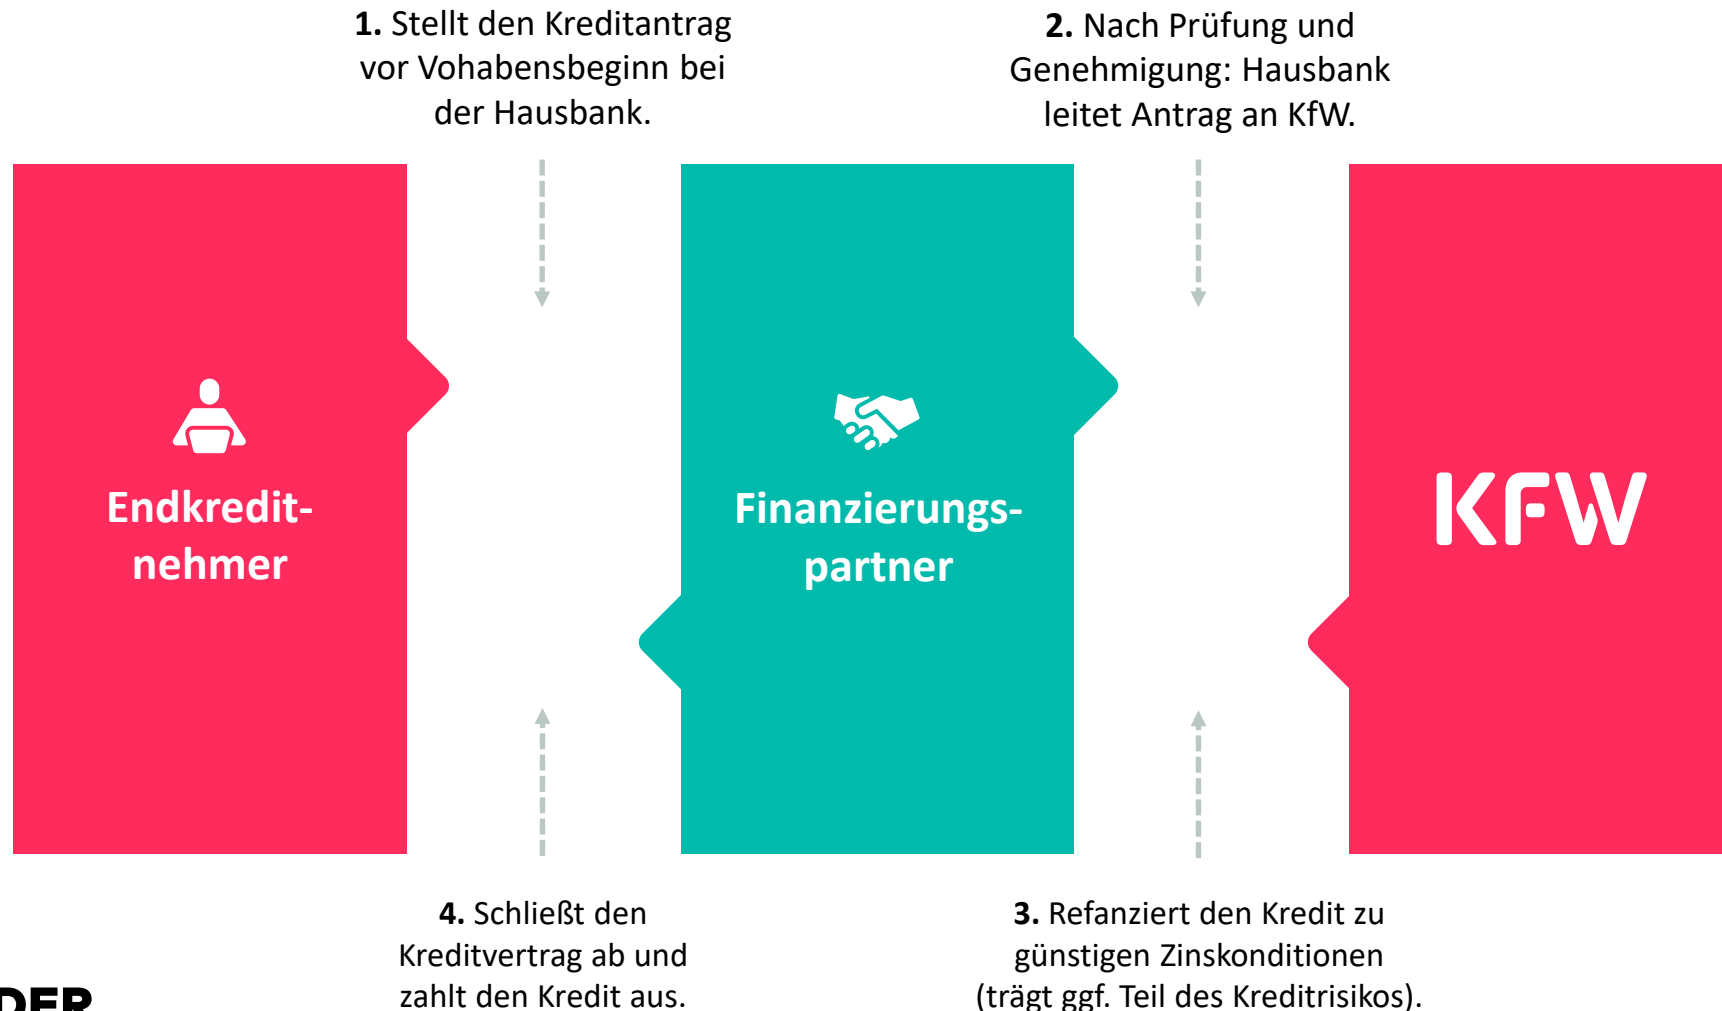 1. Stellt den Kreditantrag
vor Vohabensbeginn bei
der Hausbank.
2. Nach Prüfung und
Genehmigung: Hausbank
leitet Antrag an KfW.
Endkredit-
nehmer
Finanzierungs-
partner
KFW
4. Schließt den
Kreditvertrag ab und
zahlt den Kredit aus.
3. Refanziert den Kredit zu
günstigen Zinskonditionen
(trägt ggf. Teil des Kreditrisikos).
DER